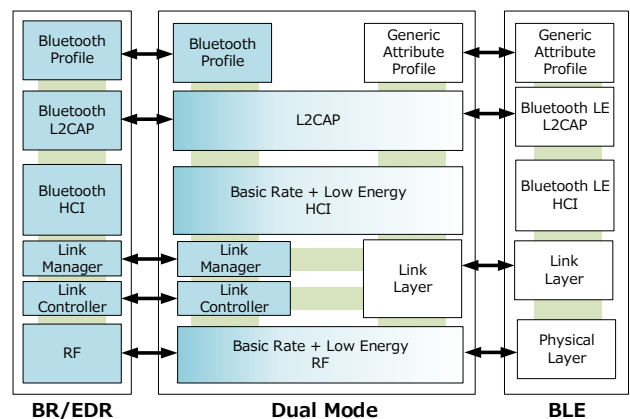 Bluetooth
Profile
Bluetooth
L2CAP
Bluetooth
HCI
Link
Manager
Link
Controller
RF
BR/EDR
Bluetooth
Profile
Generic
Attribute
Profile
L2CAP
Basic Rate + Low Energy
HCI
Link
Manager
Link
Controller
Link
Layer
Basic Rate + Low Energy
RF
Dual Mode
Generic
Attribute
Profile
Bluetooth LE
L2CAP
Bluetooth LE
HCI
Link
Layer
Physical
Layer
BLE